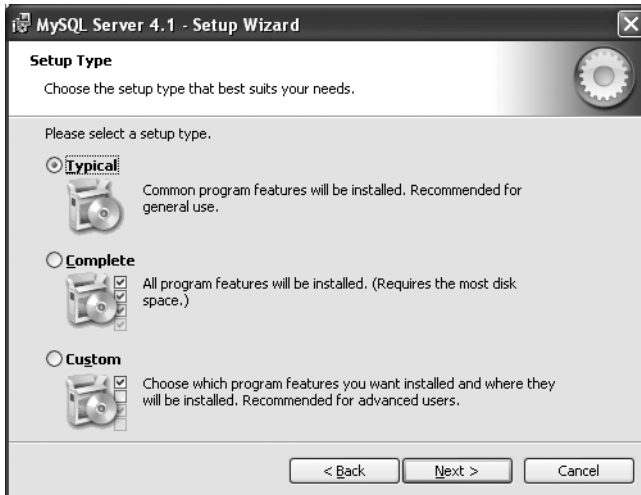 MySQL Server 4.1 - Setup Wizard
Setup Type
Choose the setup type that best suits your needs.
Please select a setup type.
Typical
Common program features will be installed. Recommended for
general use.
Complete
All program features will be installed. (Requires the most disk
space.)
Custom
Choose which program features you want installed and where they
will be installed. Recommended for advanced users.
< Back
Next >
Cancel